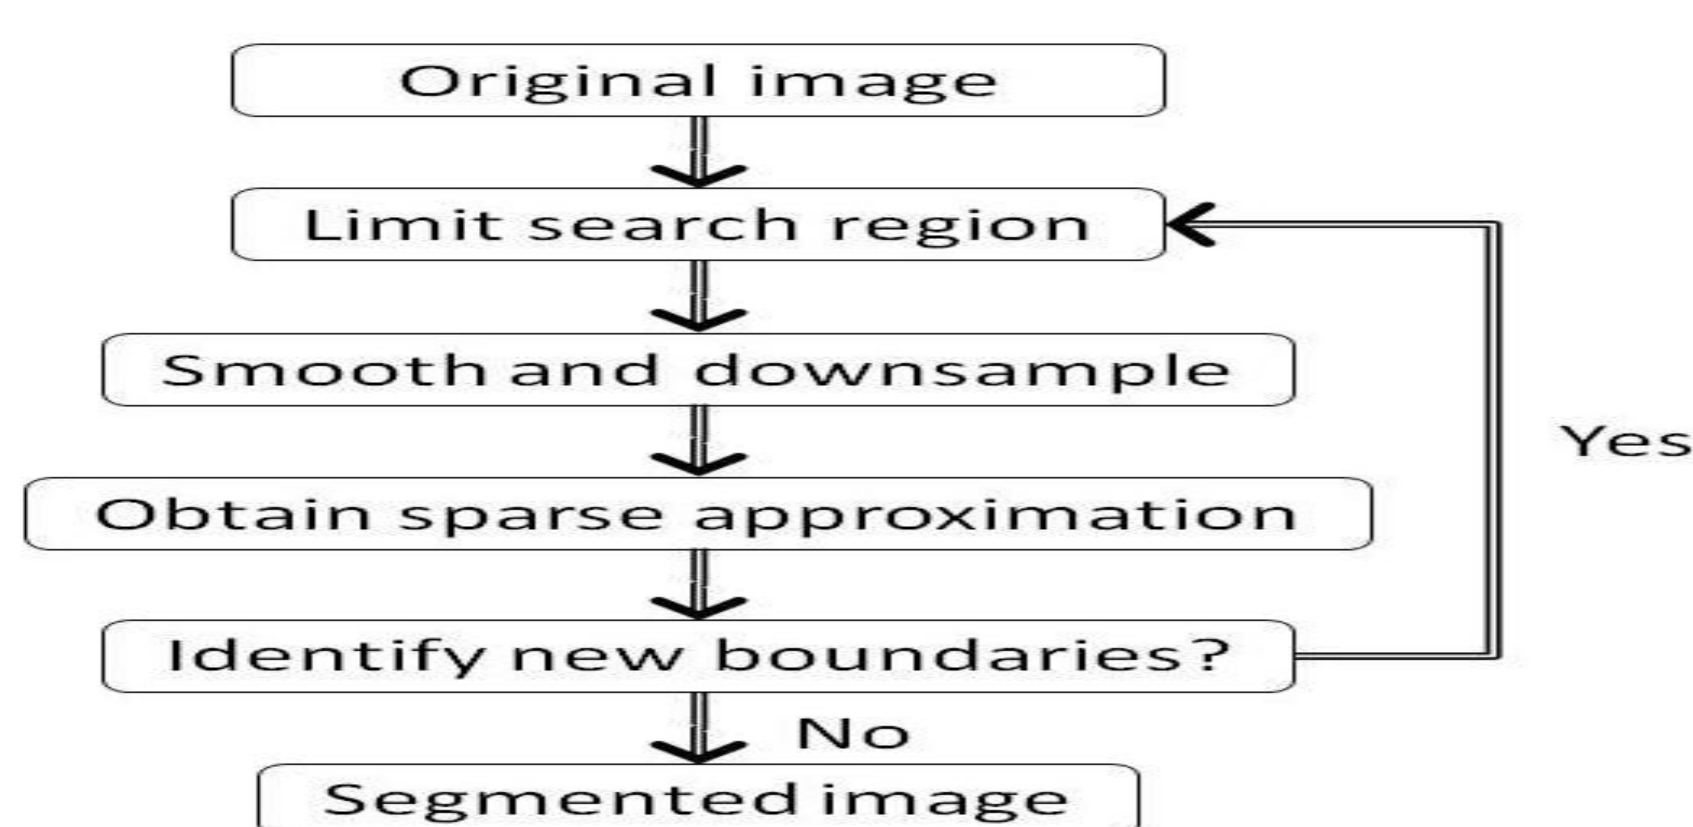 Original image
Limit search region
Smooth and downsample
Yes
Obtain sparse approximation
Identify new boundaries?
No
Segmented image